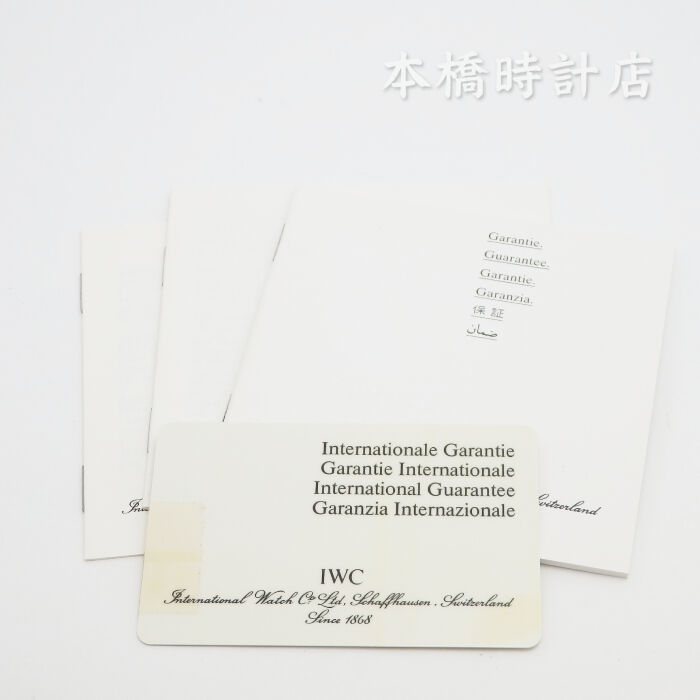 本橋時計店
Garantie.
Guarantee.
Garantie.
Garanzia.
保証
ضمان
Switzerland
Internationale Garantie
Garantie Internationale
International Guarantee
Garanzia Internazionale
IWC
International Watch Co Ltd, Schaffhausen . Switzerland
Since 1868